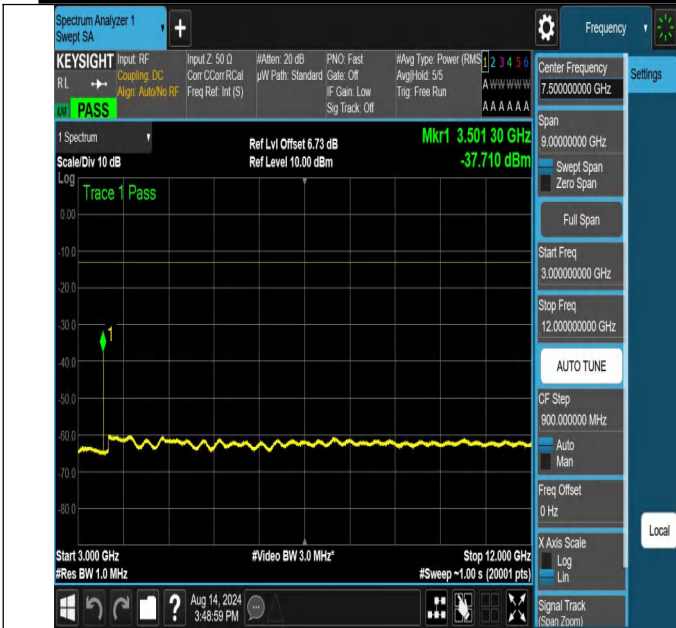 Spectrum Analyzer 1
Swept SA
+
Frequency
KEYSIGHT
RL
PASS
Input: RF
Coupling: DC
Align: Auto/No RF
Input Z: 50 Ω
Corr CCorr RCal
Freq Ref: Int (S)
#Atten: 20 dB
µW Path: Standard
PNO: Fast
Gate: Off
IF Gain: Low
Sig Track: Off
#Avg Type: Power (RMS
Avg|Hold: 5/5
Trig: Free Run
1 2 3 4 5 6
A W W W W W
A A A A A A
1 Spectrum
Scale/Div 10 dB
Ref Lvl Offset 6.73 dB
Ref Level 10.00 dBm
Mkr1 3.501 30 GHz
-37.710 dBm
Log
Trace 1 Pass
0.00
-10.0
-20.0
-30.0
-40.0
-50.0
-60.0
-70.0
-80.0
1
Start 3.000 GHz
#Res BW 1.0 MHz
#Video BW 3.0 MHz*
Stop 12.000 GHz
#Sweep ~1.00 s (20001 pts)
?
Aug 14, 2024
3:48:59 PM
Center Frequency
7.500000000 GHz
Settings
Span
9.00000000 GHz
Swept Span
Zero Span
Full Span
Start Freq
3.000000000 GHz
Stop Freq
12.000000000 GHz
AUTO TUNE
CF Step
900.000000 MHz
Auto
Man
Freq Offset
0 Hz
X Axis Scale
Log
Lin
Local
Signal Track
(Span Zoom)